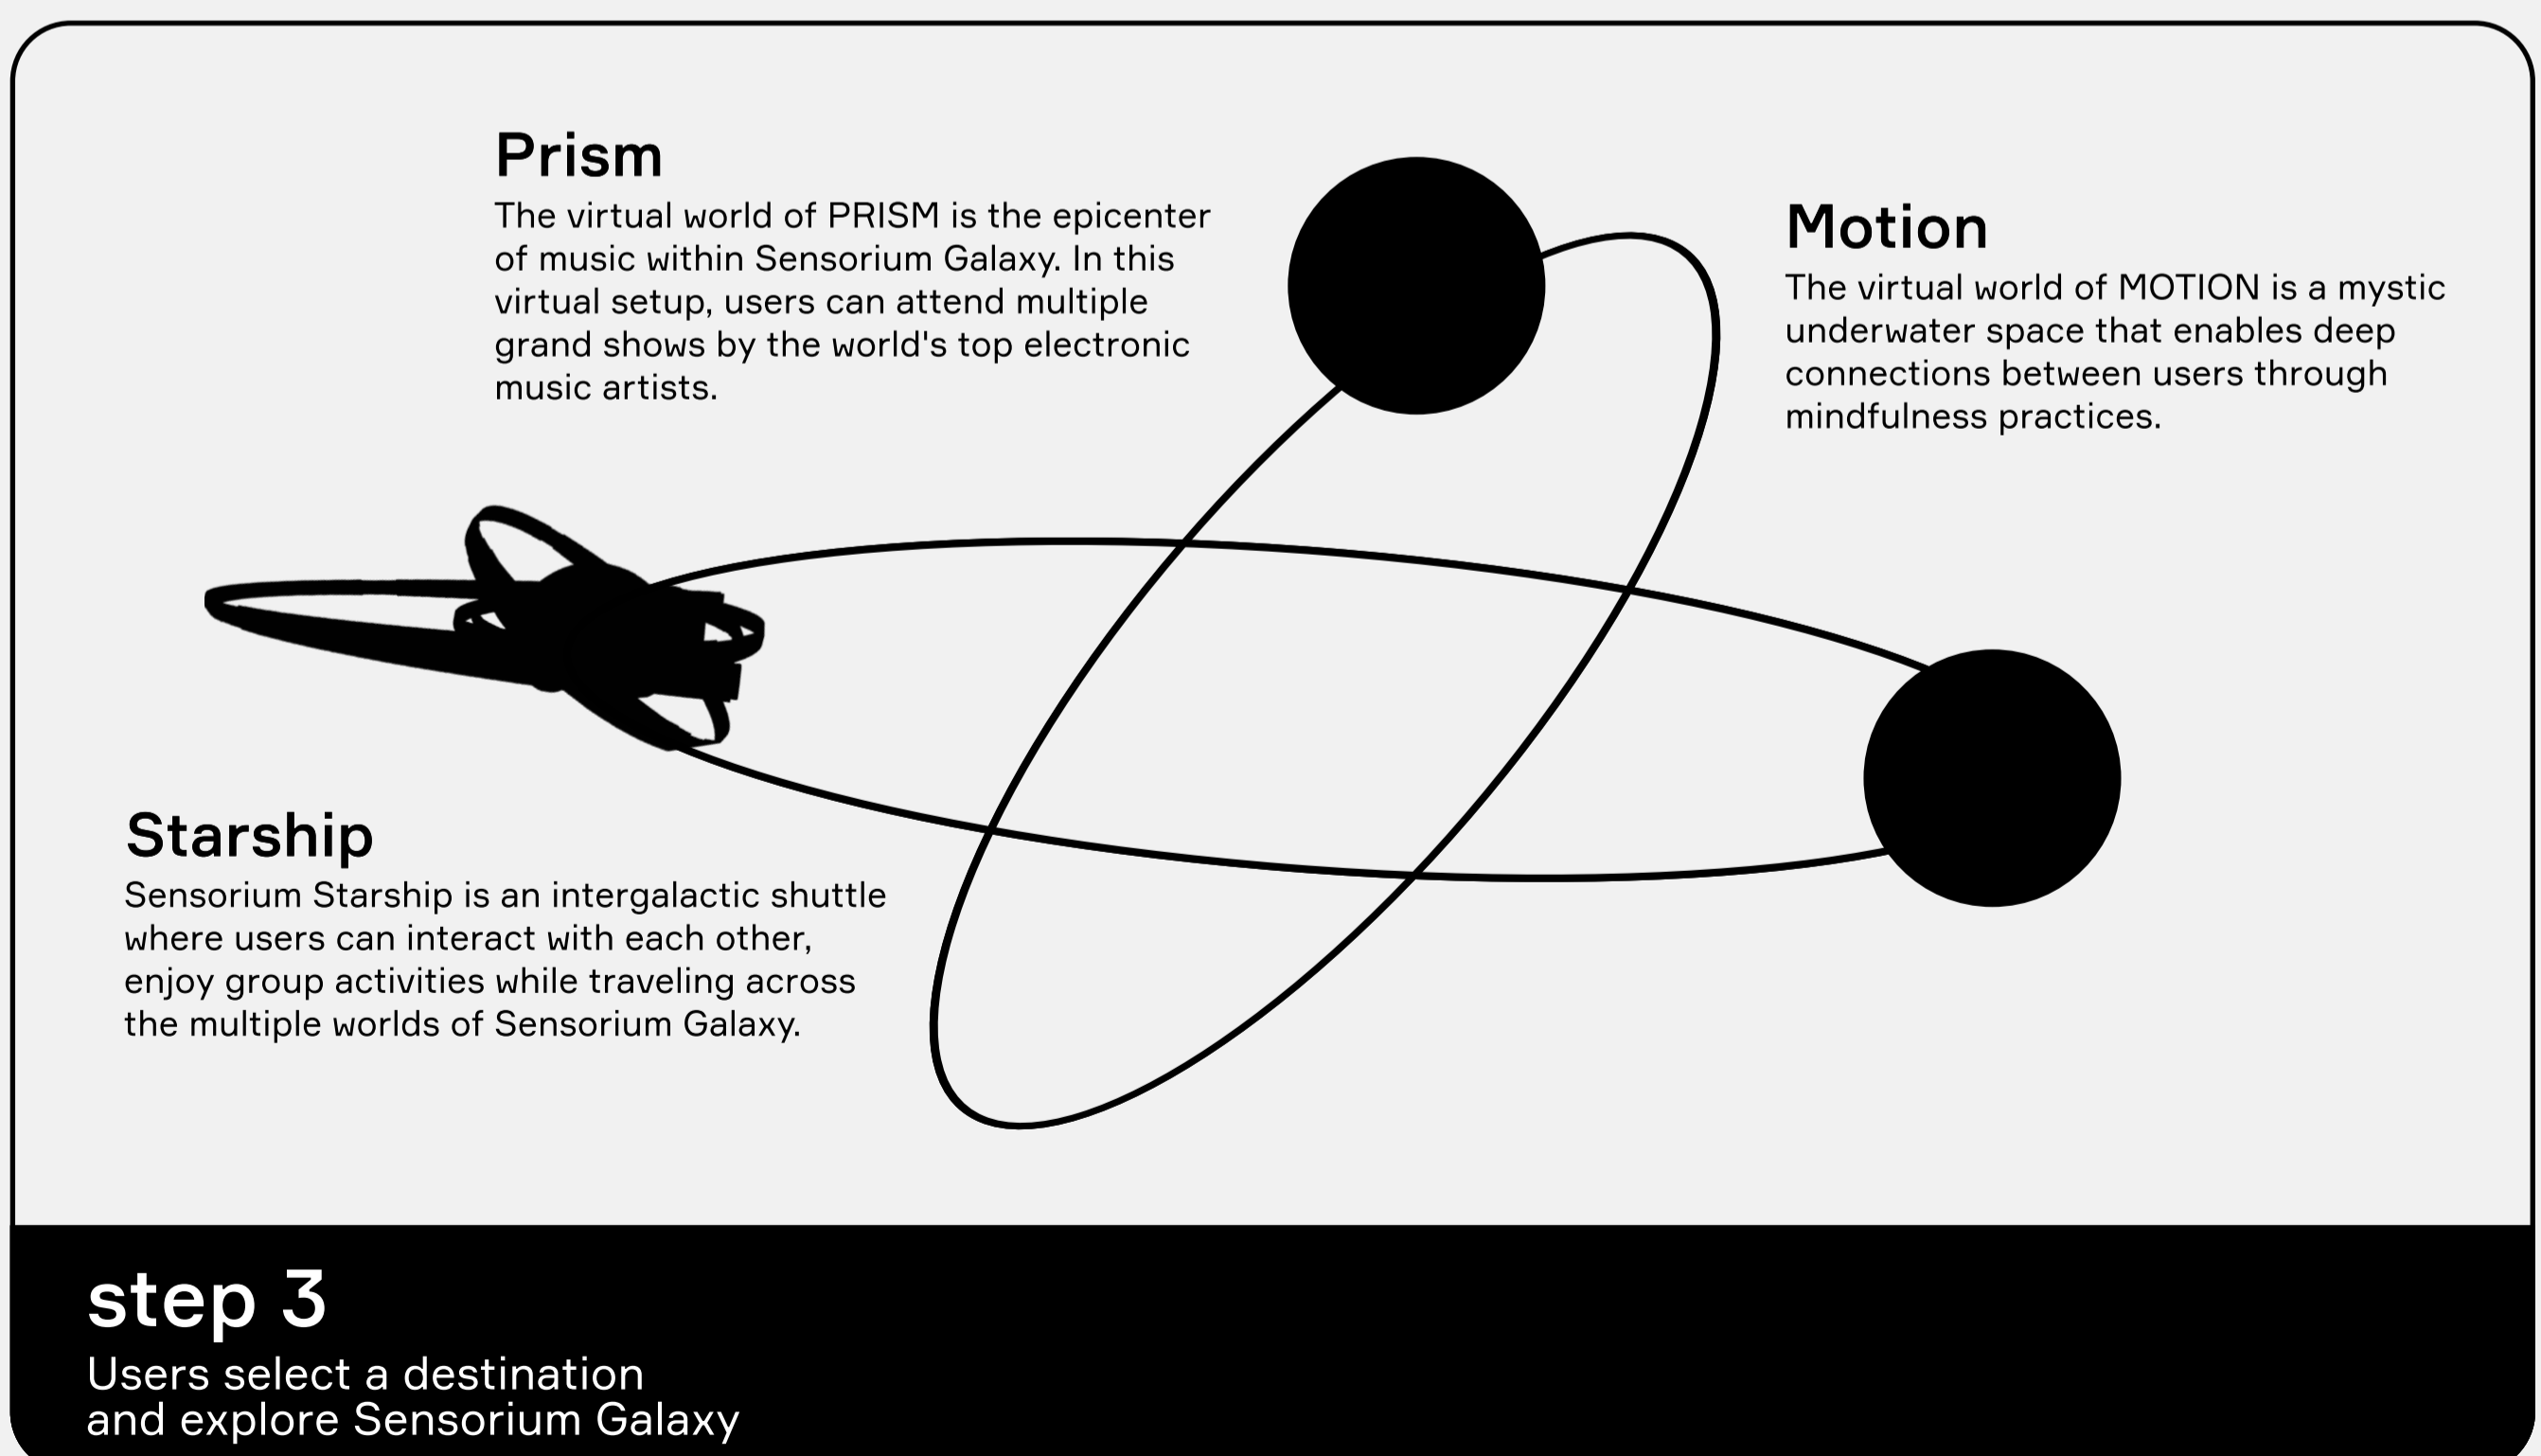 Prism
The virtual world of PRISM is the epicenter
of music within Sensorium Galaxy. In this
virtual setup, users can attend multiple
grand shows by the world's top electronic
music artists.
Motion
The virtual world of MOTION is a mystic
underwater space that enables deep
connections between users through
mindfulness practices.
Starship
Sensorium Starship is an intergalactic shuttle
where users can interact with each other,
enjoy group activities while traveling across
the multiple worlds of Sensorium Galaxy.
step 3
Users select a destination
and explore Sensorium Galaxy